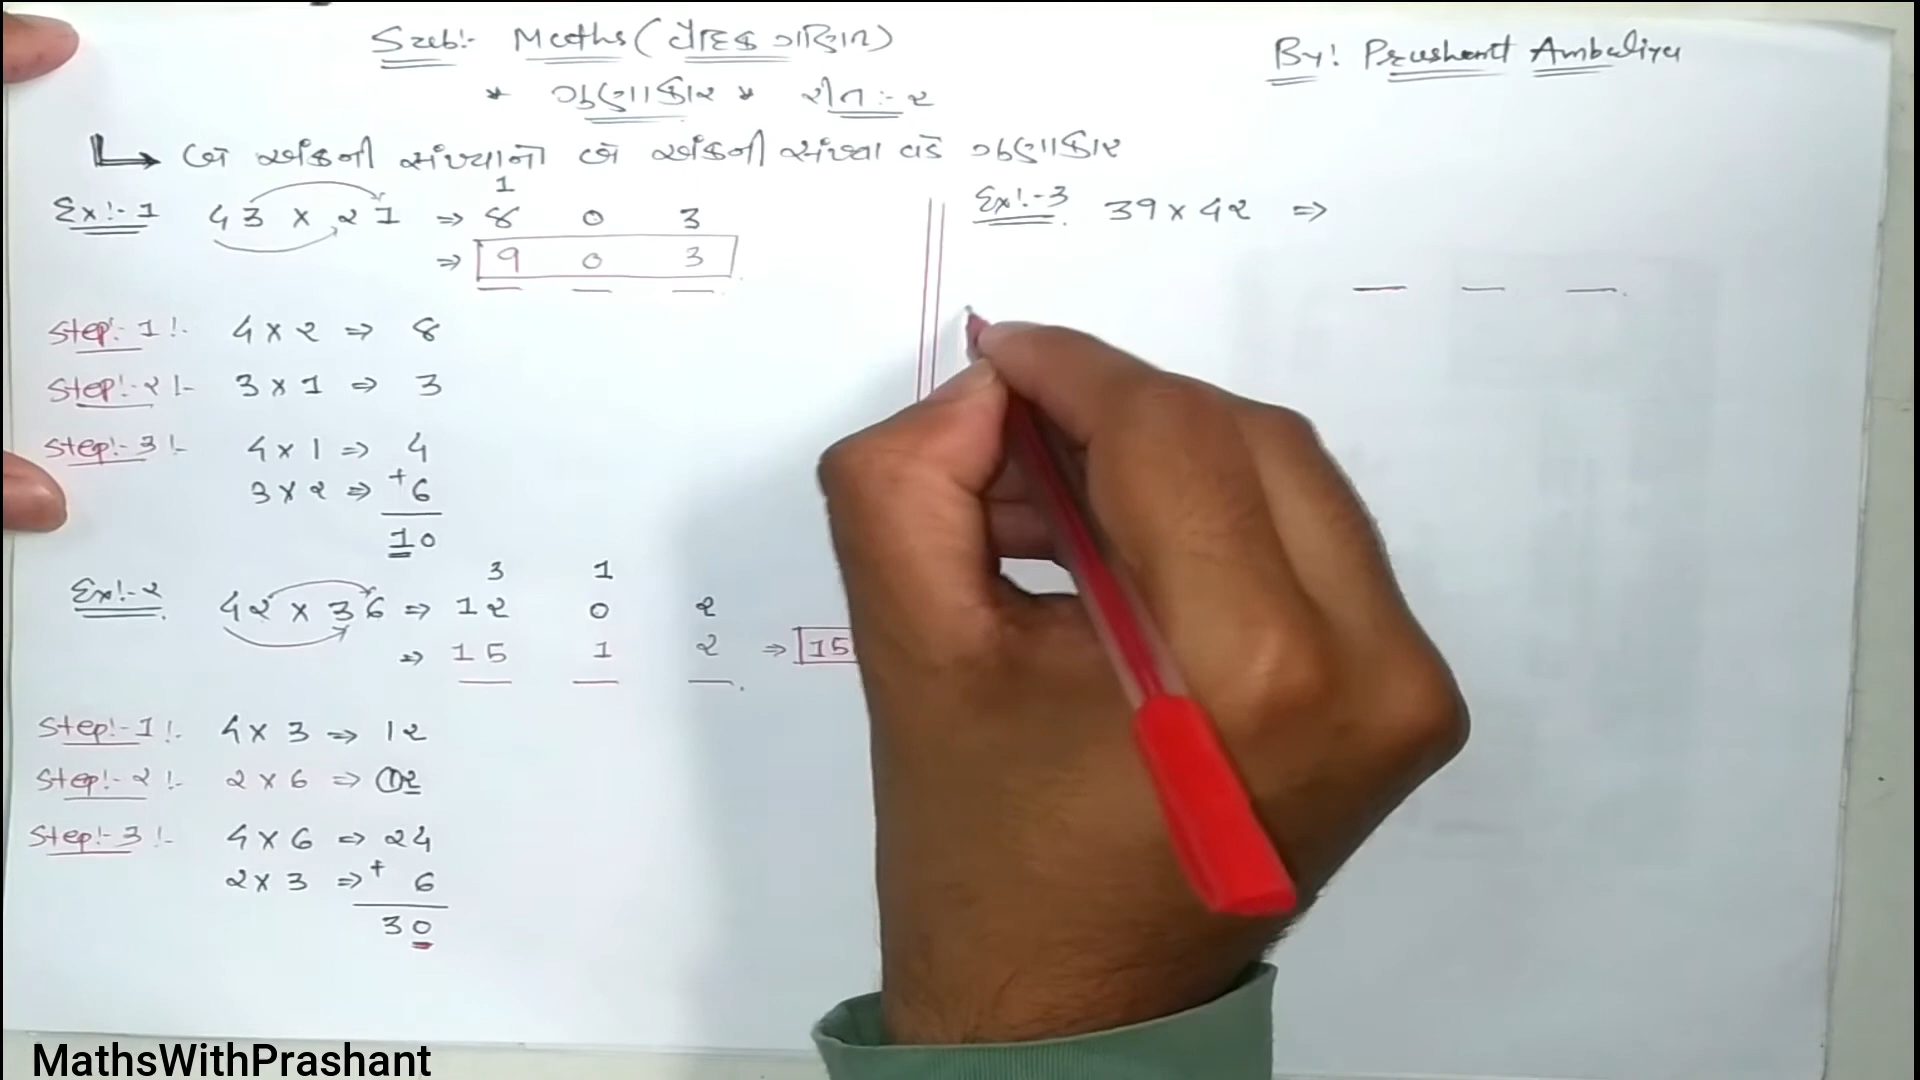 Sub:- Maths (વૈદિક ગણિત)
* ગુણાકાર * રીત :- ૨
By: Prashant Ambaliya
બે અંકની સંખ્યાનો બે અંકની સંખ્યા વડે ગુણાકાર
Ex:-1 43 × ૨1 ⇒ 8 0 3
1
⇒ 9 0 3
Step:-1:- 4 × ૨ ⇒ 8
Step:-૨:- 3 × 1 ⇒ 3
Step:-3:- 4 × 1 ⇒ 4
3 × ૨ ⇒ + 6
10
Ex:-૨ 4૨ × 36 ⇒ 1૨ 0 ૨
3 1
⇒ 15 1 ૨ ⇒ 15
Step:-1:- 4 × 3 ⇒ 1૨
Step:-૨:- ૨ × 6 ⇒ 1૨
Step:-3:- 4 × 6 ⇒ ૨4
૨ × 3 ⇒ + 6
30
Ex:-3 39 × 4૨ ⇒
MathsWithPrashant